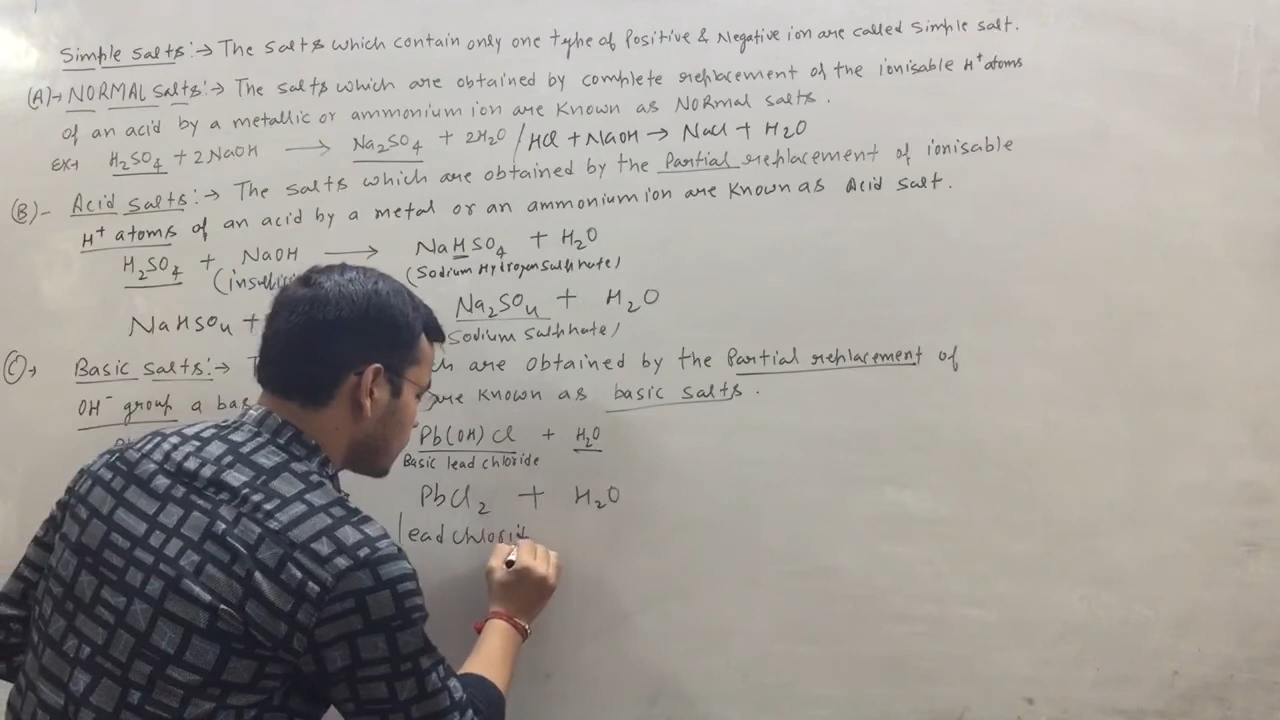 Simple salts:→ The salts which contain only one type of Positive & Negative ion are called simple salt.
(A)→ NORMAL salts:→ The salts which are obtained by complete replacement of the ionisable H⁺ atoms
of an acid by a metallic or ammonium ion are known as Normal salts.
EX→ H₂SO₄ + 2NaOH → Na₂SO₄ + 2H₂O / HCl + NaOH → NaCl + H₂O
(B)- Acid salts:→ The salts which are obtained by the Partial replacement of ionisable
H⁺ atoms of an acid by a metal or an ammonium ion are known as Acid salt.
H₂SO₄ + NaOH → NaHSO₄ + H₂O
(Sodium Hydrogen sulphate)
NaHSO₄ + Na₂SO₄ + H₂O
Sodium Sulphate)
(C)→ Basic salts:→ are obtained by the Partial replacement of
OH⁻ group a are known as basic salts.
Pb(OH)Cl + H₂O
Basic lead chloride
PbCl₂ + H₂O
lead